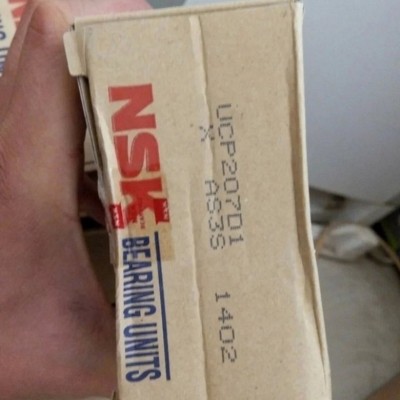 NSK
BEARING UNITS
UCP207D1
X AS3S 1402